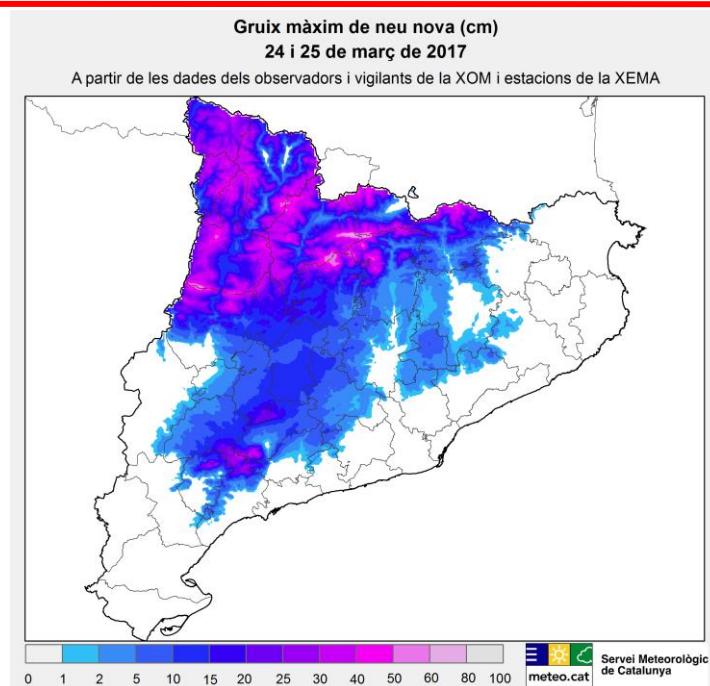 Gruix màxim de neu nova (cm)
24 i 25 de març de 2017
A partir de les dades dels observadors i vigilants de la XOM i estacions de la XEMA
0 1 2 5 10 15 20 25 30 40 50 60 80 100
meteo.cat
Servei Meteorològic
de Catalunya